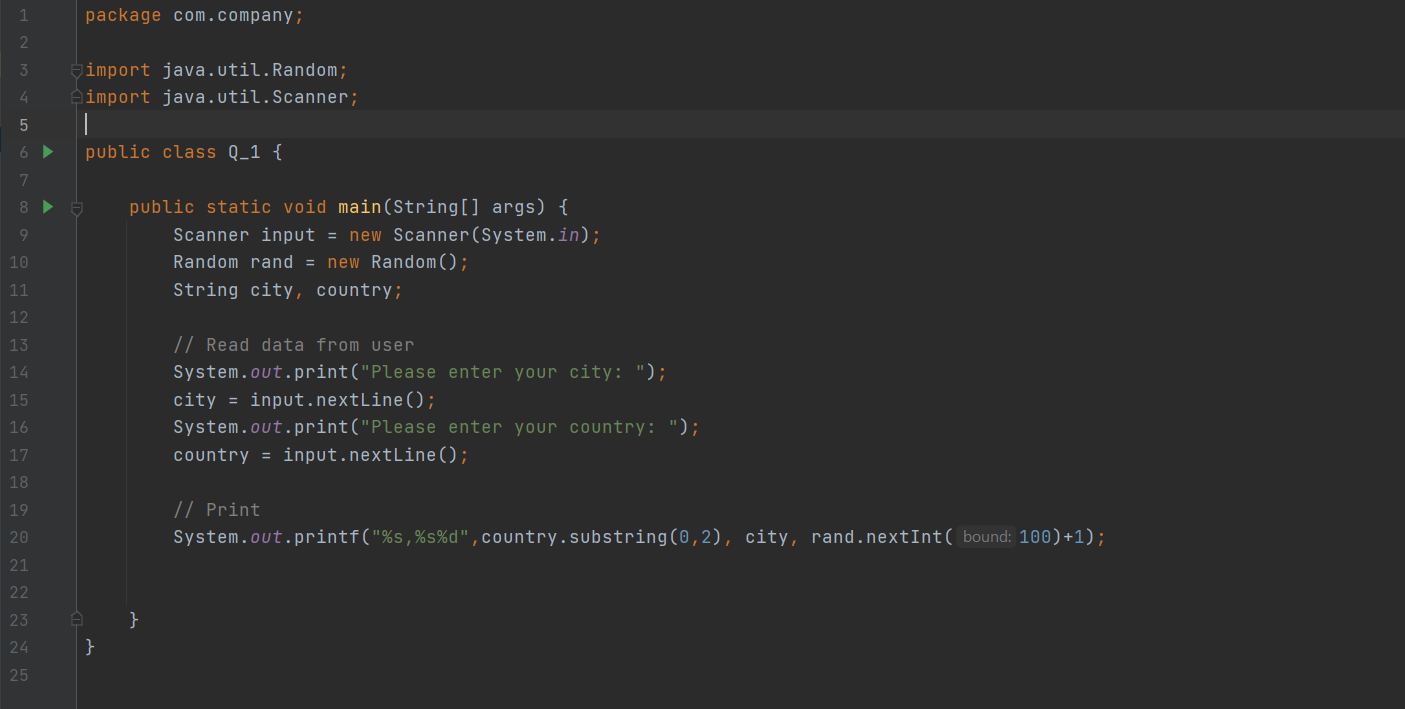 1 package com.company;
2
3 import java.util.Random;
4 import java.util.Scanner;
5
6 public class Q_1 {
7
8     public static void main(String[] args) {
9         Scanner input = new Scanner(System.in);
10         Random rand = new Random();
11         String city, country;
12
13         // Read data from user
14         System.out.print("Please enter your city: ");
15         city = input.nextLine();
16         System.out.print("Please enter your country: ");
17         country = input.nextLine();
18
19         // Print
20         System.out.printf("%s,%s%d",country.substring(0,2), city, rand.nextInt( bound: 100)+1);
21
22
23     }
24 }
25